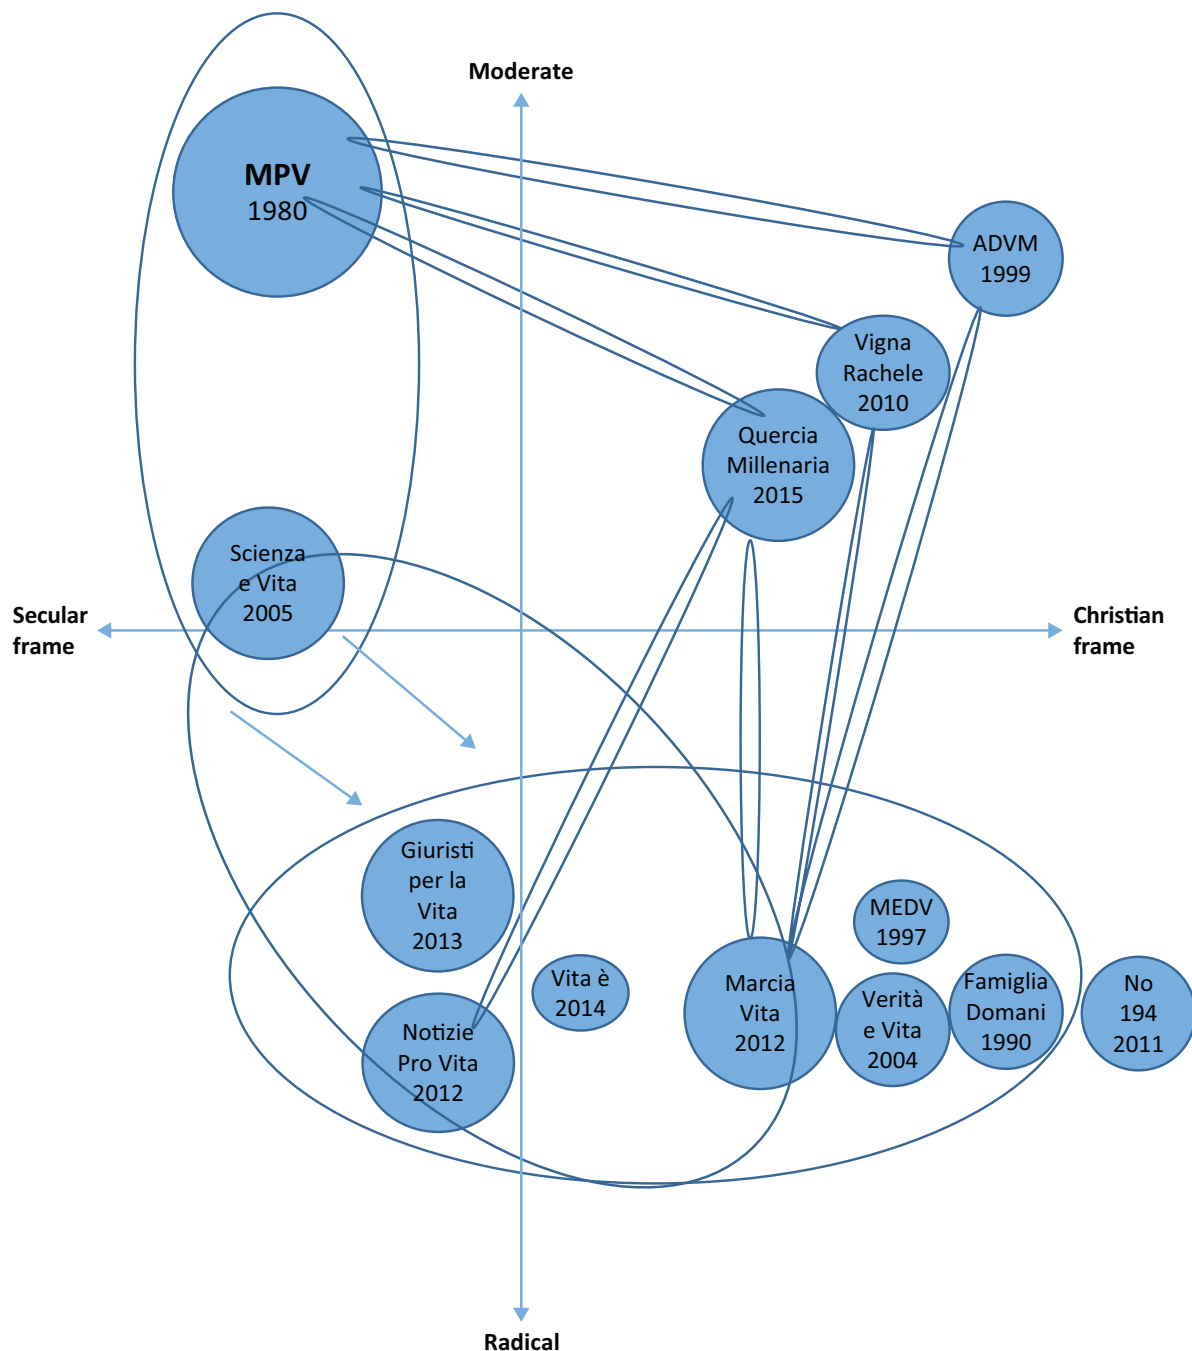 Moderate
MPV
1980
ADVM
1999
Vigna
Rachele
2010
Quercia
Millenaria
2015
Scienza
e Vita
2005
Secular
frame
Christian
frame
Giuristi
per la
Vita
2013
MEDV
1997
Vita è
2014
Marcia
Vita
2012
Verità
e Vita
2004
Famiglia
Domani
1990
No
194
2011
Notizie
Pro Vita
2012
Radical